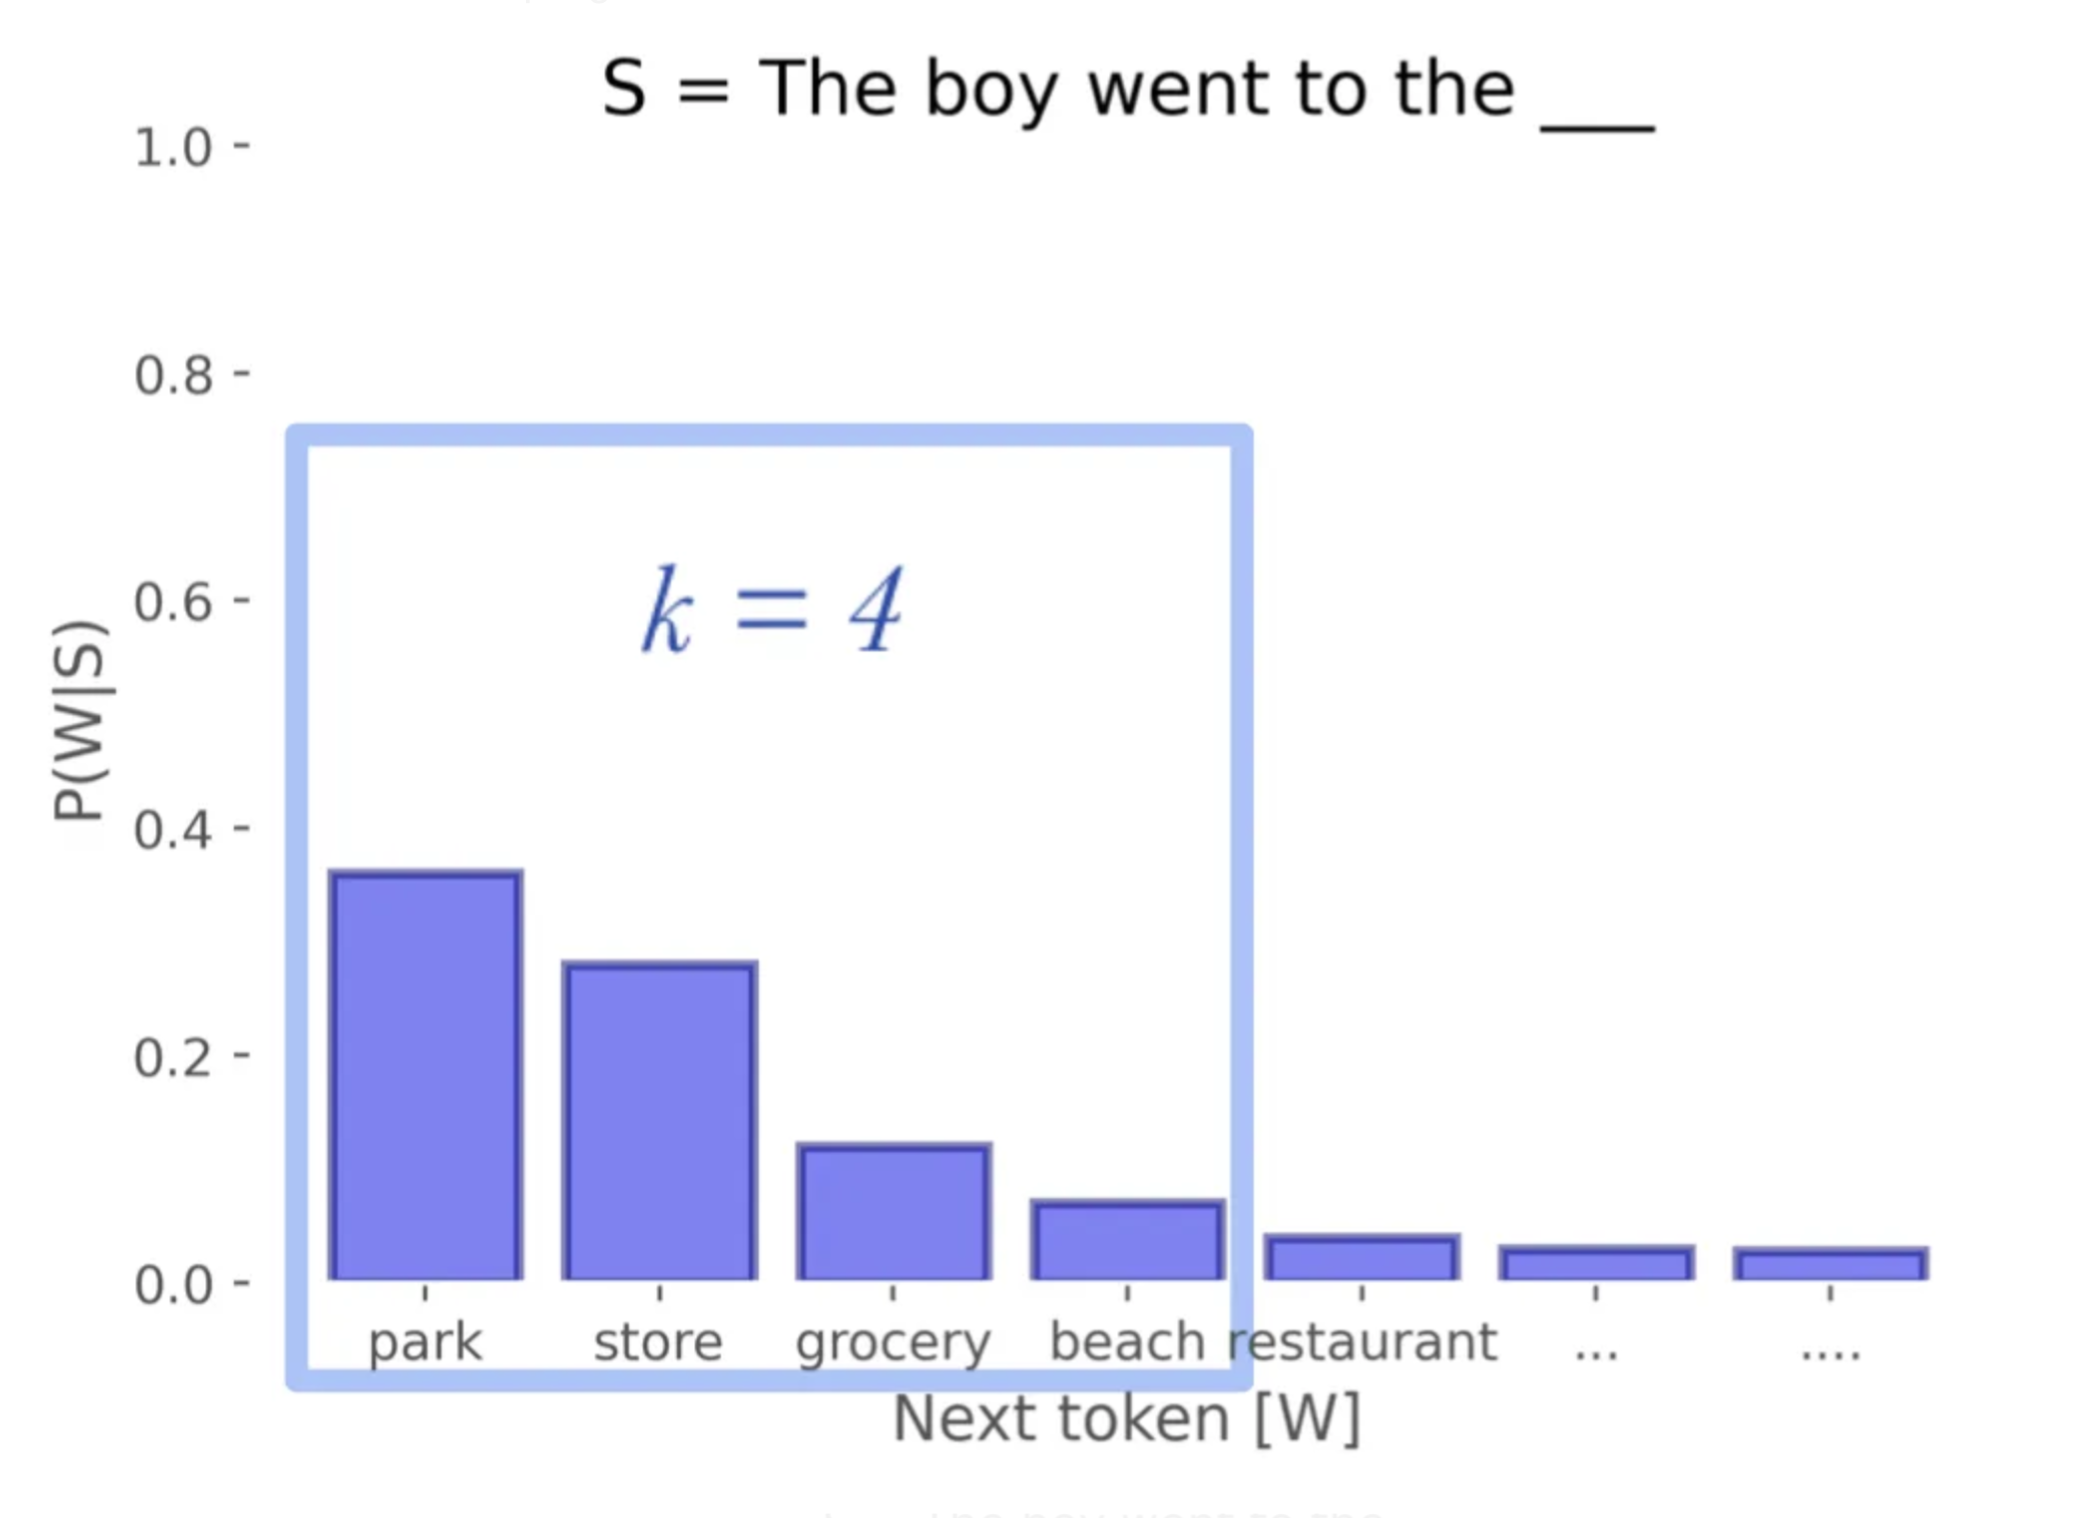 S = The boy went to the ___
1.0
0.8
0.6
0.4
0.2
0.0
P(W|S)
k = 4
park store grocery beach restaurant ... ....
Next token [W]